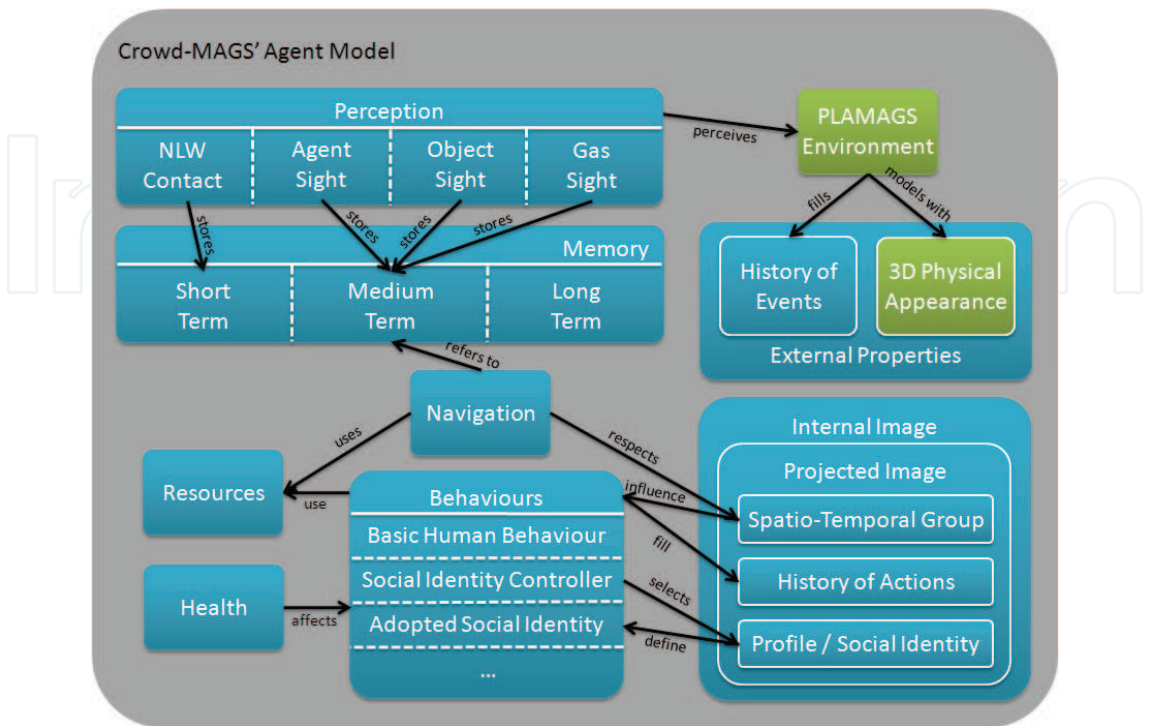 Crowd-MAGS' Agent Model
Perception
NLW
Contact
Agent
Sight
Object
Sight
Gas
Sight
perceives
PLAMAGS
Environment
stores
stores
stores
stores
fills
models with
Memory
Short
Term
Medium
Term
Long
Term
History of
Events
3D Physical
Appearance
External Properties
refers to
Navigation
uses
respects
Internal Image
Projected Image
Resources
use
Behaviours
influence
Spatio-Temporal Group
Basic Human Behaviour
fill
Social Identity Controller
selects
History of Actions
Health
affects
Adopted Social Identity
define
Profile / Social Identity
...